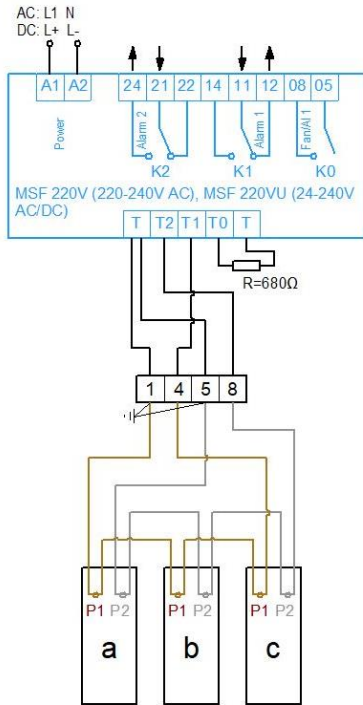 AC: L1 N
DC: L+ L-
A1 A2 24 21 22 14 11 12 08 05
Power
Alarm 2
Alarm 1
Fan/Al 1
K2 K1 K0
MSF 220V (220-240V AC), MSF 220VU (24-240V
AC/DC)
T T2 T1 T0 T
R=680Ω
1 4 5 8
P1 P2 P1 P2 P1 P2
a b c